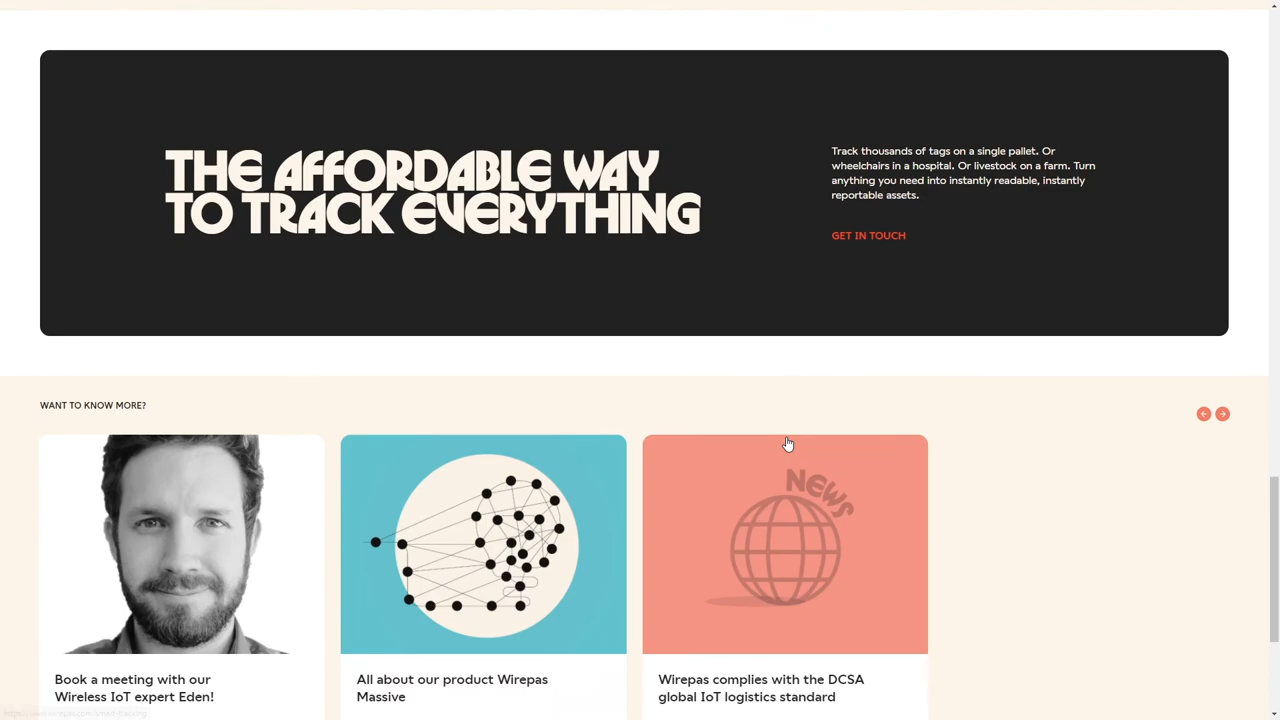 THE AFFORDABLE WAY
TO TRACK EVERYTHING
Track thousands of tags on a single pallet. Or
wheelchairs in a hospital. Or livestock on a farm. Turn
anything you need into instantly readable, instantly
reportable assets.
GET IN TOUCH
WANT TO KNOW MORE?
NEWS
Book a meeting with our
Wireless IoT expert Eden!
All about our product Wirepas
Massive
Wirepas complies with the DCSA
global IoT logistics standard